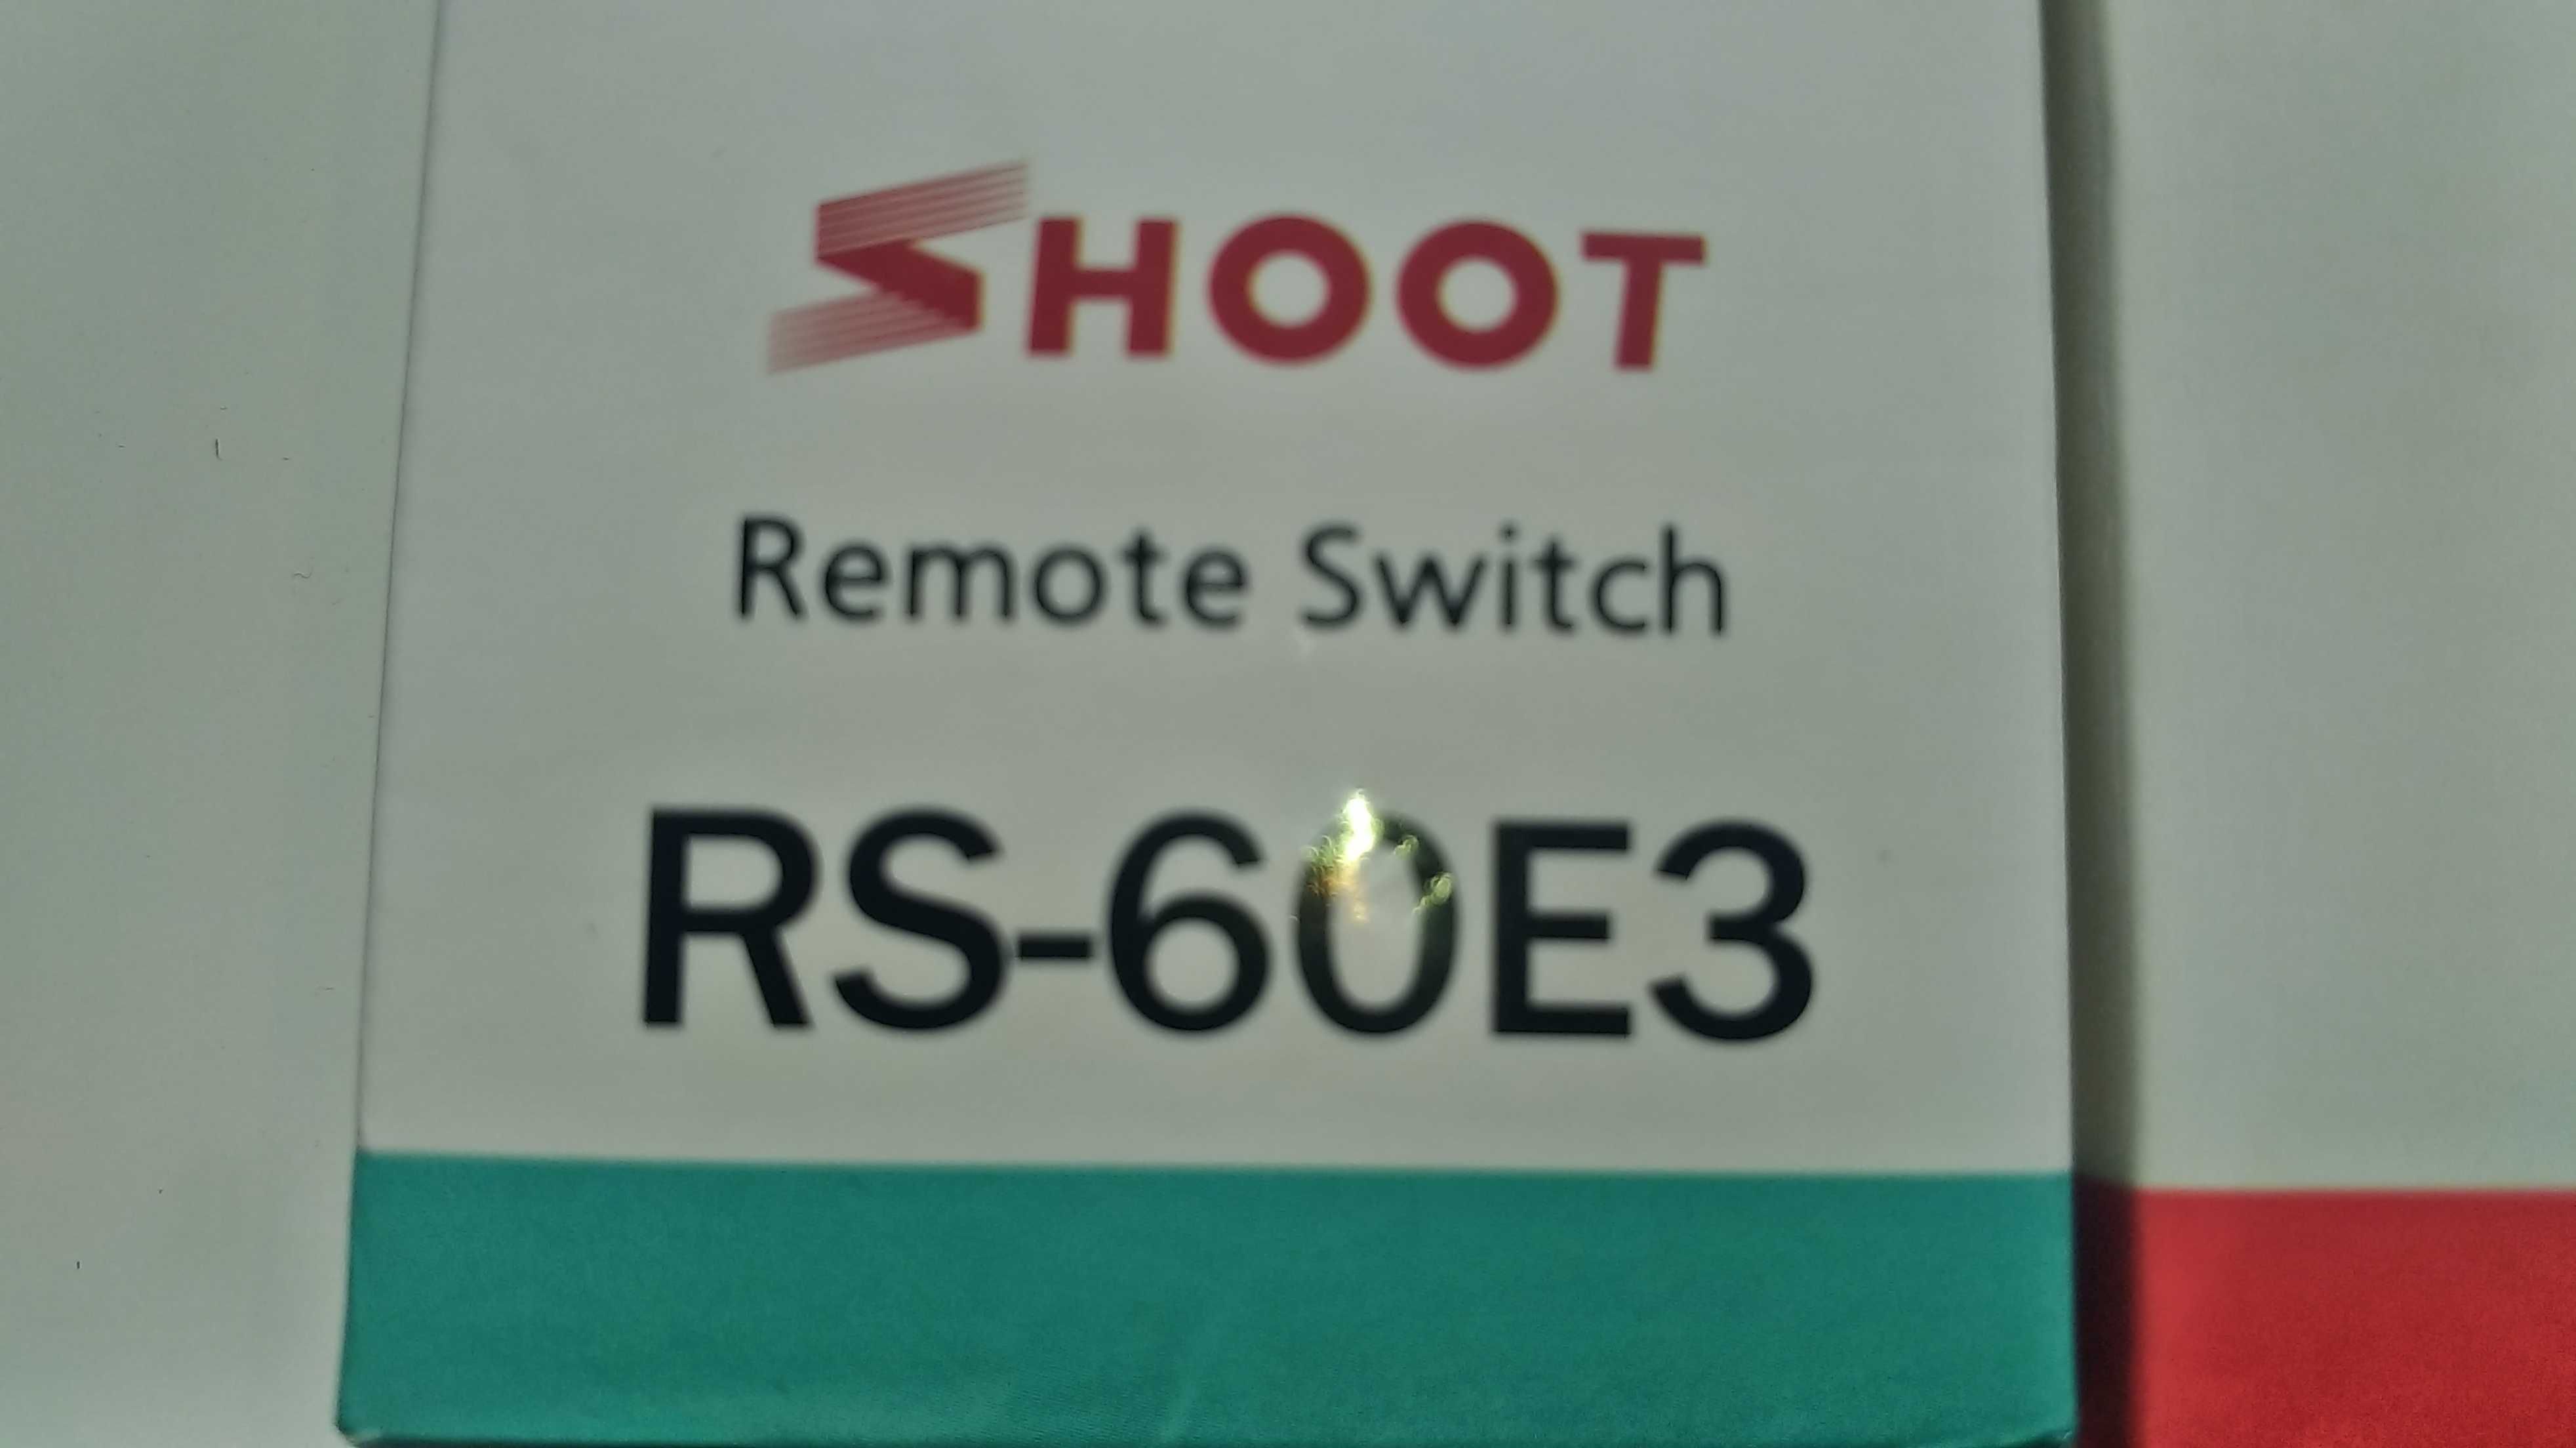 SHOOT
Remote Switch
RS-60E3